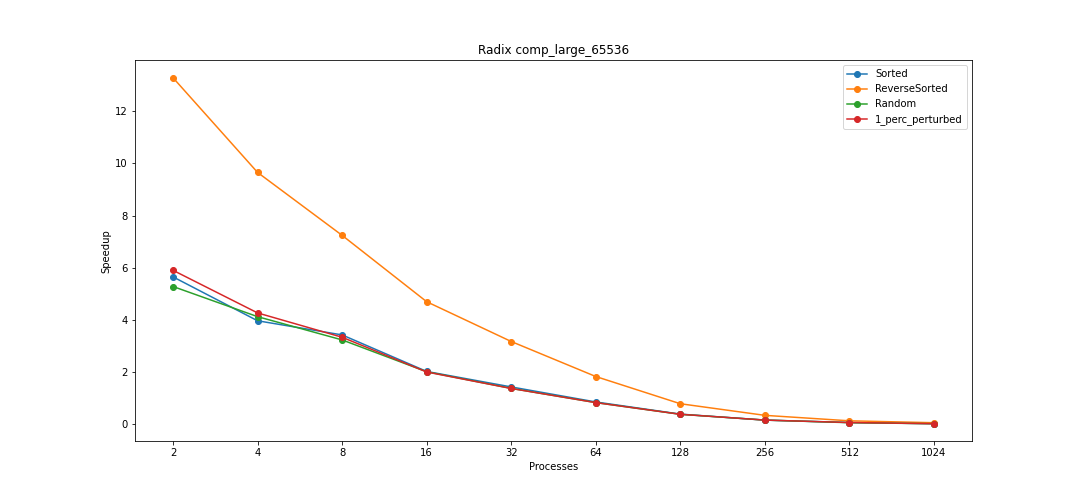 Radix comp_large_65536
Sorted
ReverseSorted
Random
1_perc_perturbed
Speedup
12
10
8
6
4
2
0
2 4 8 16 32 64 128 256 512 1024
Processes